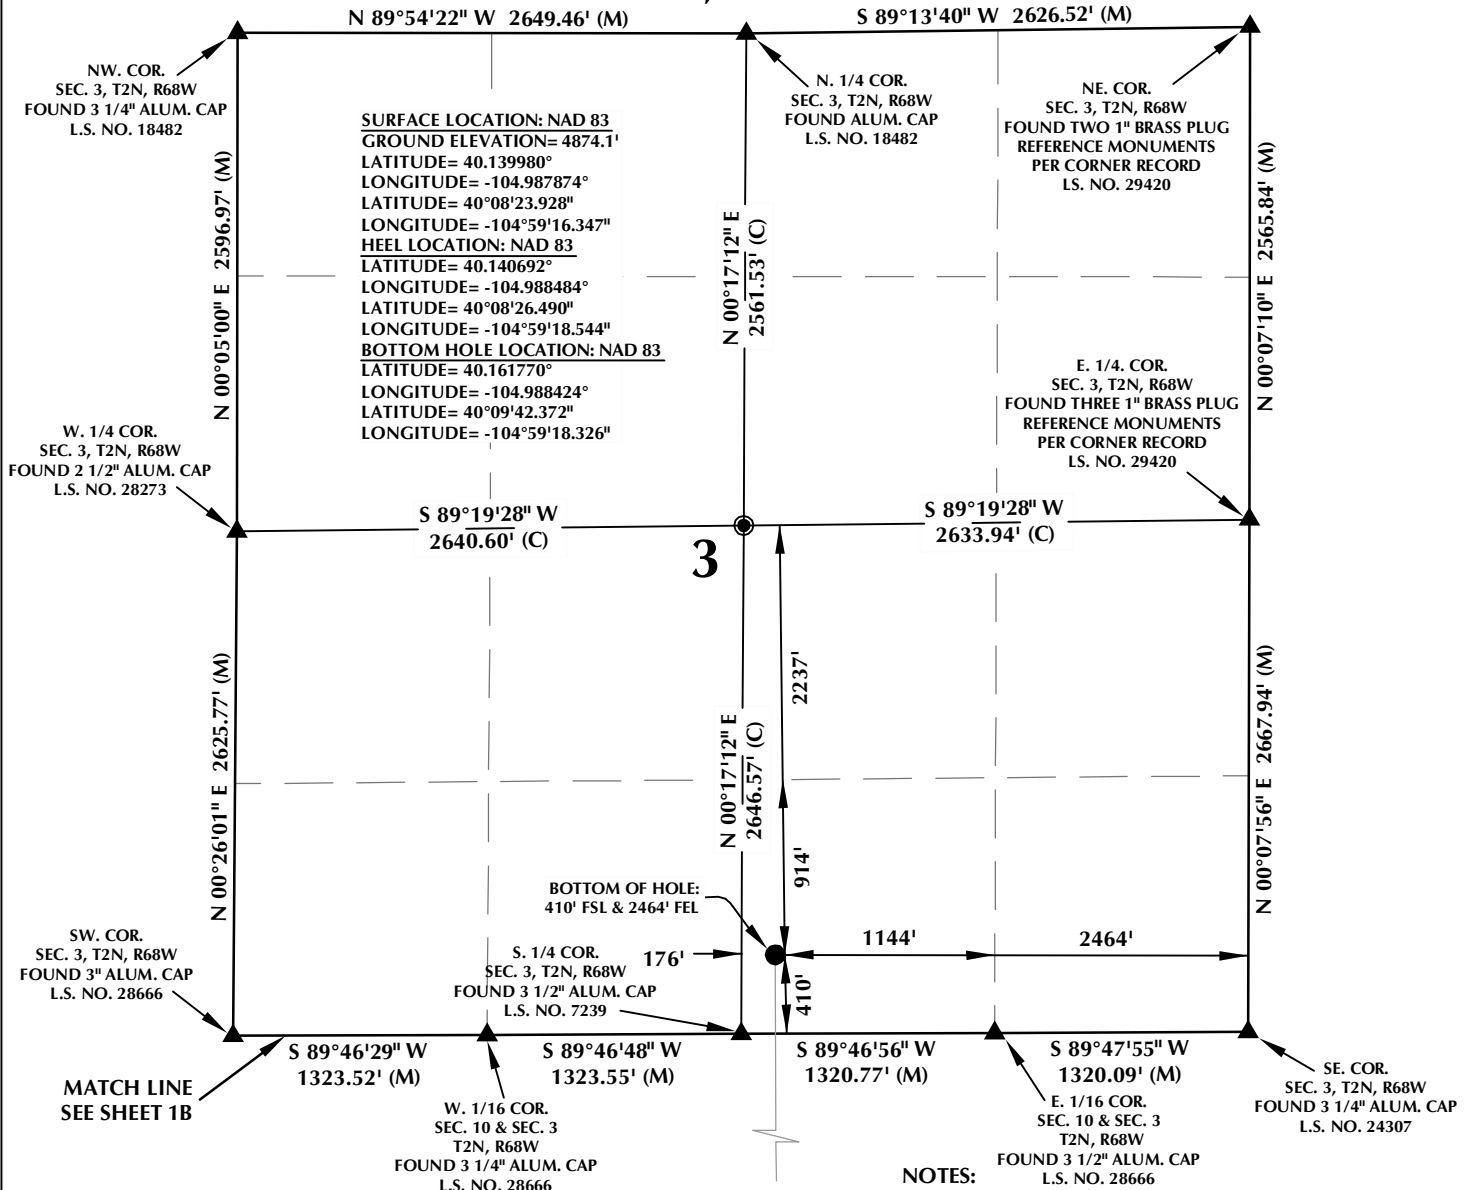 N 89°54'22" W 2649.46' (M)
S 89°13'40" W 2626.52' (M)
NW. COR.
SEC. 3, T2N, R68W
FOUND 3 1/4" ALUM. CAP
L.S. NO. 18482
N. 1/4 COR.
SEC. 3, T2N, R68W
FOUND ALUM. CAP
L.S. NO. 18482
NE. COR.
SEC. 3, T2N, R68W
FOUND TWO 1" BRASS PLUG
REFERENCE MONUMENTS
PER CORNER RECORD
LS. NO. 29420
SURFACE LOCATION: NAD 83
GROUND ELEVATION= 4874.1'
LATITUDE= 40.139980°
LONGITUDE= -104.987874°
LATITUDE= 40°08'23.928"
LONGITUDE= -104°59'16.347"
HEEL LOCATION: NAD 83
LATITUDE= 40.140692°
LONGITUDE= -104.988484°
LATITUDE= 40°08'26.490"
LONGITUDE= -104°59'18.544"
BOTTOM HOLE LOCATION: NAD 83
LATITUDE= 40.161770°
LONGITUDE= -104.988424°
LATITUDE= 40°09'42.372"
LONGITUDE= -104°59'18.326"
N 00°05'00" E 2596.97' (M)
N 00°17'12" E
2561.53' (C)
N 00°07'10" E 2565.84' (M)
E. 1/4. COR.
SEC. 3, T2N, R68W
FOUND THREE 1" BRASS PLUG
REFERENCE MONUMENTS
PER CORNER RECORD
LS. NO. 29420
W. 1/4 COR.
SEC. 3, T2N, R68W
FOUND 2 1/2" ALUM. CAP
L.S. NO. 28273
S 89°19'28" W
2640.60' (C)
S 89°19'28" W
2633.94' (C)
3
2237'
N 00°26'01" E 2625.77' (M)
N 00°17'12" E
2646.57' (C)
N 00°07'56" E 2667.94' (M)
914'
BOTTOM OF HOLE:
410' FSL & 2464' FEL
1144'
2464'
176'
410'
SW. COR.
SEC. 3, T2N, R68W
FOUND 3" ALUM. CAP
L.S. NO. 28666
S. 1/4 COR.
SEC. 3, T2N, R68W
FOUND 3 1/2" ALUM. CAP
L.S. NO. 7239
S 89°46'29" W
1323.52' (M)
S 89°46'48" W
1323.55' (M)
S 89°46'56" W
1320.77' (M)
S 89°47'55" W
1320.09' (M)
MATCH LINE
SEE SHEET 1B
W. 1/16 COR.
SEC. 10 & SEC. 3
T2N, R68W
FOUND 3 1/4" ALUM. CAP
L.S. NO. 28666
E. 1/16 COR.
SEC. 10 & SEC. 3
T2N, R68W
FOUND 3 1/2" ALUM. CAP
L.S. NO. 28666
SE. COR.
SEC. 3, T2N, R68W
FOUND 3 1/4" ALUM. CAP
L.S. NO. 24307
NOTES: